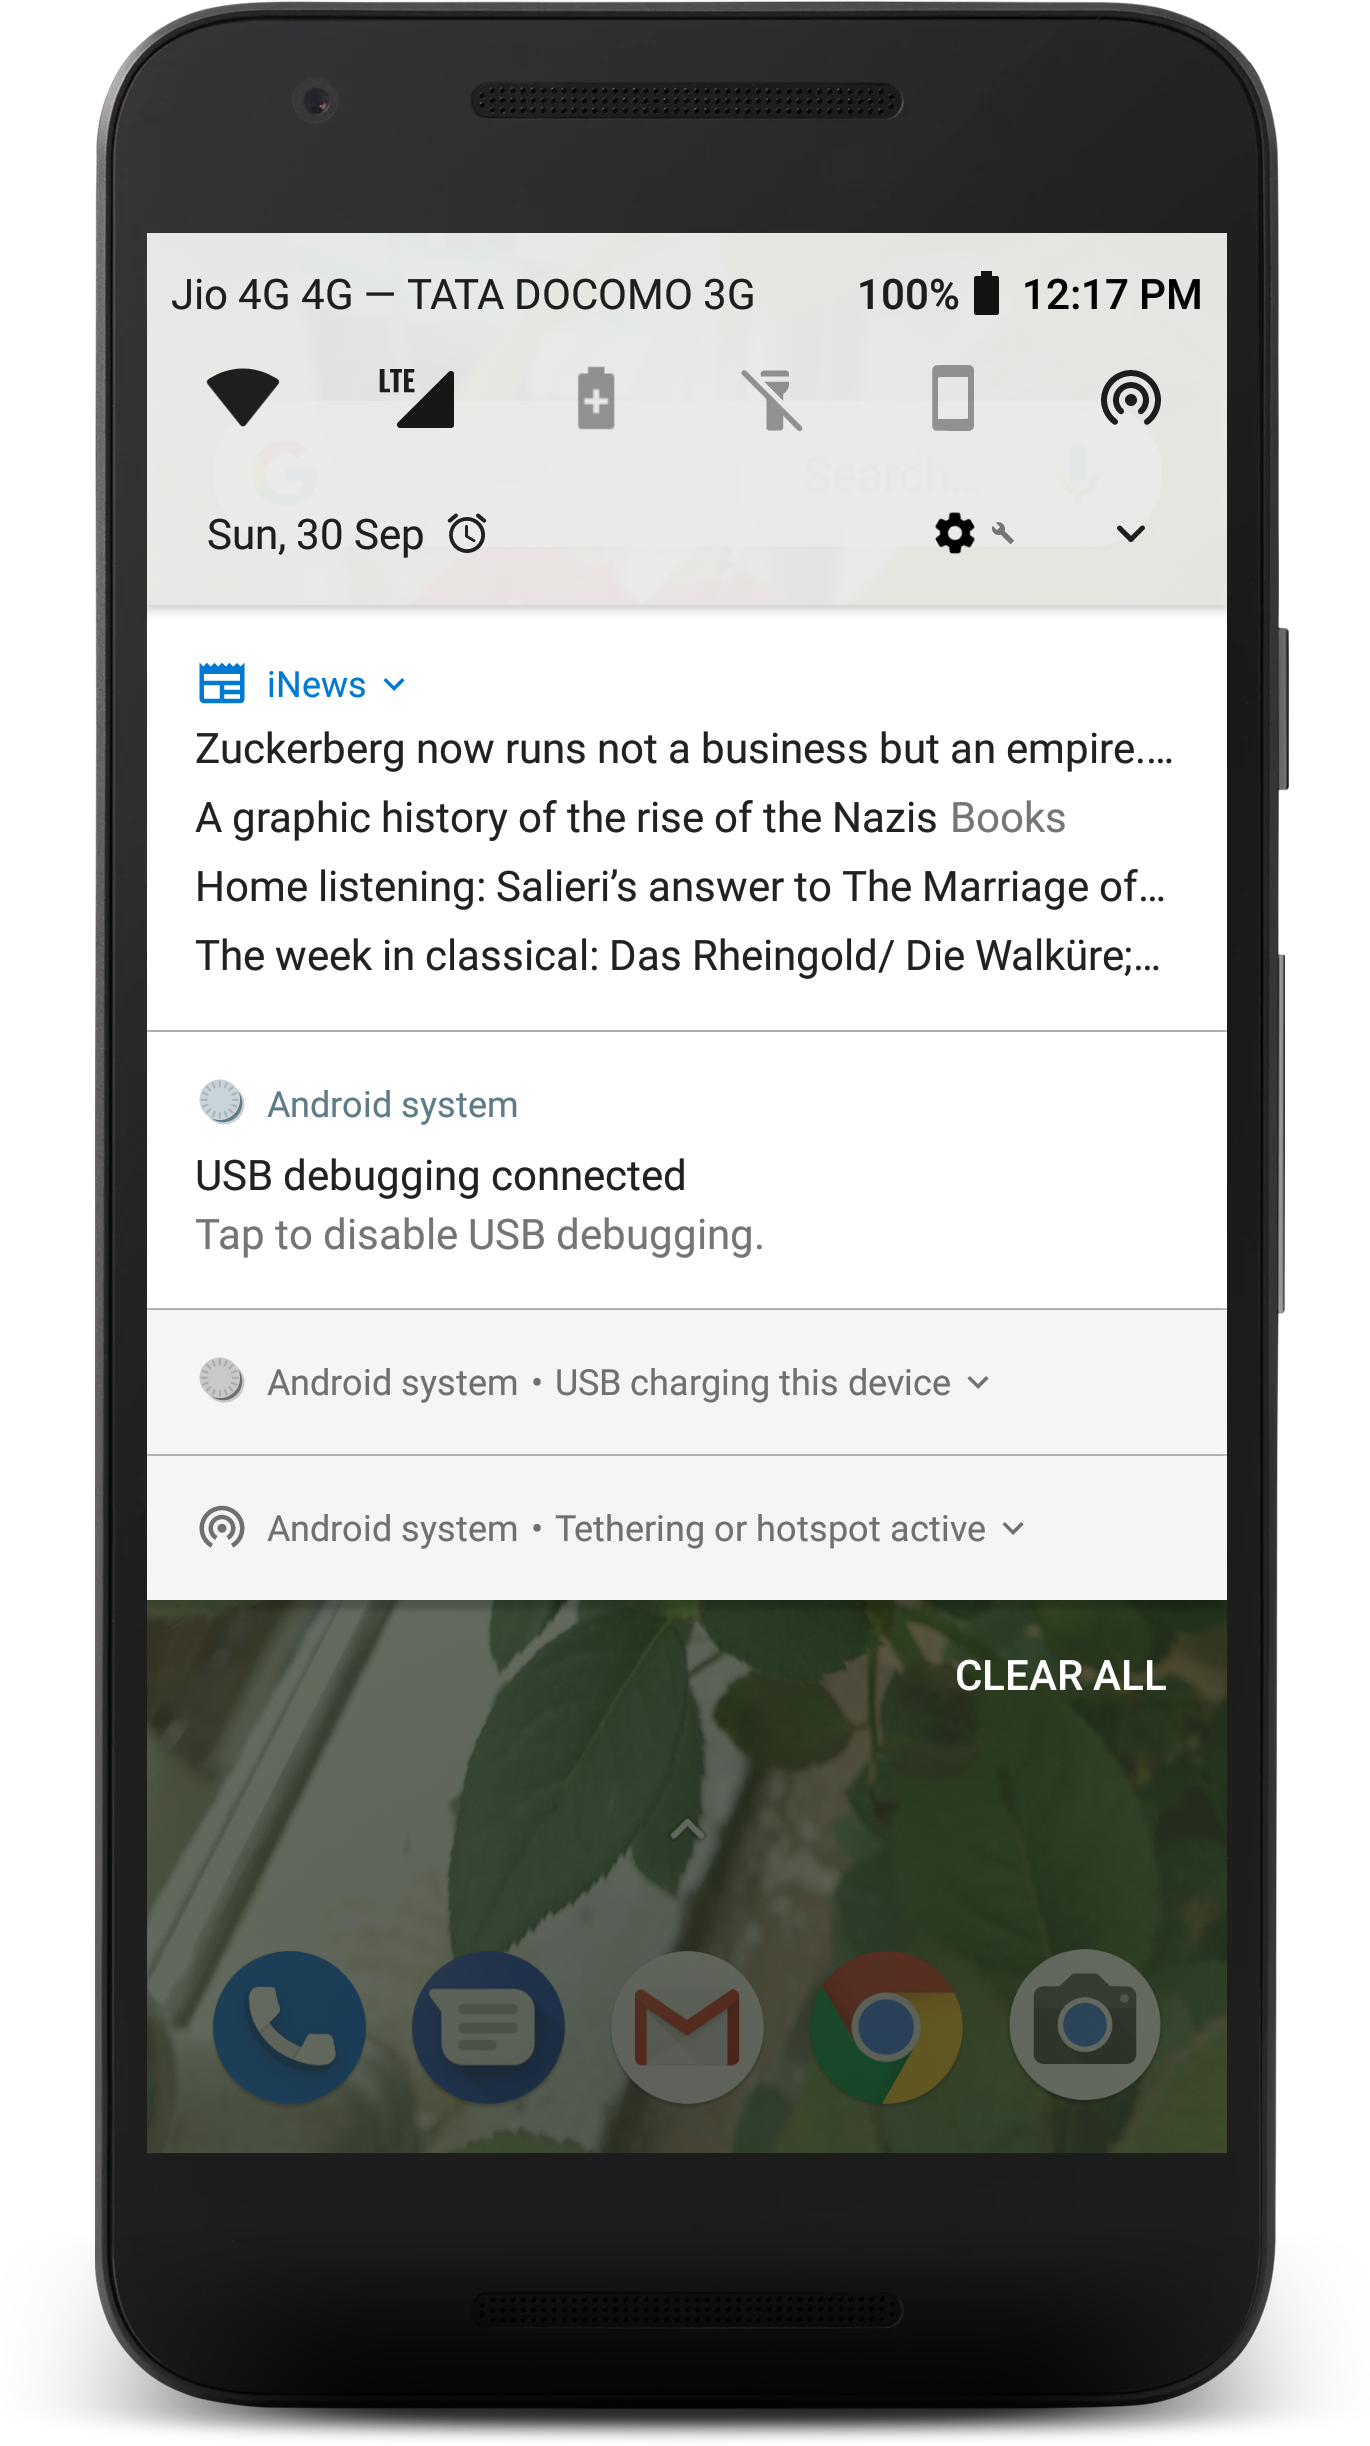 Jio 4G 4G — TATA DOCOMO 3G 100% 12:17 PM
LTE
G Search...
Sun, 30 Sep
iNews
Zuckerberg now runs not a business but an empire.…
A graphic history of the rise of the Nazis Books
Home listening: Salieri’s answer to The Marriage of…
The week in classical: Das Rheingold/ Die Walküre;…
Android system
USB debugging connected
Tap to disable USB debugging.
Android system • USB charging this device
Android system • Tethering or hotspot active
CLEAR ALL